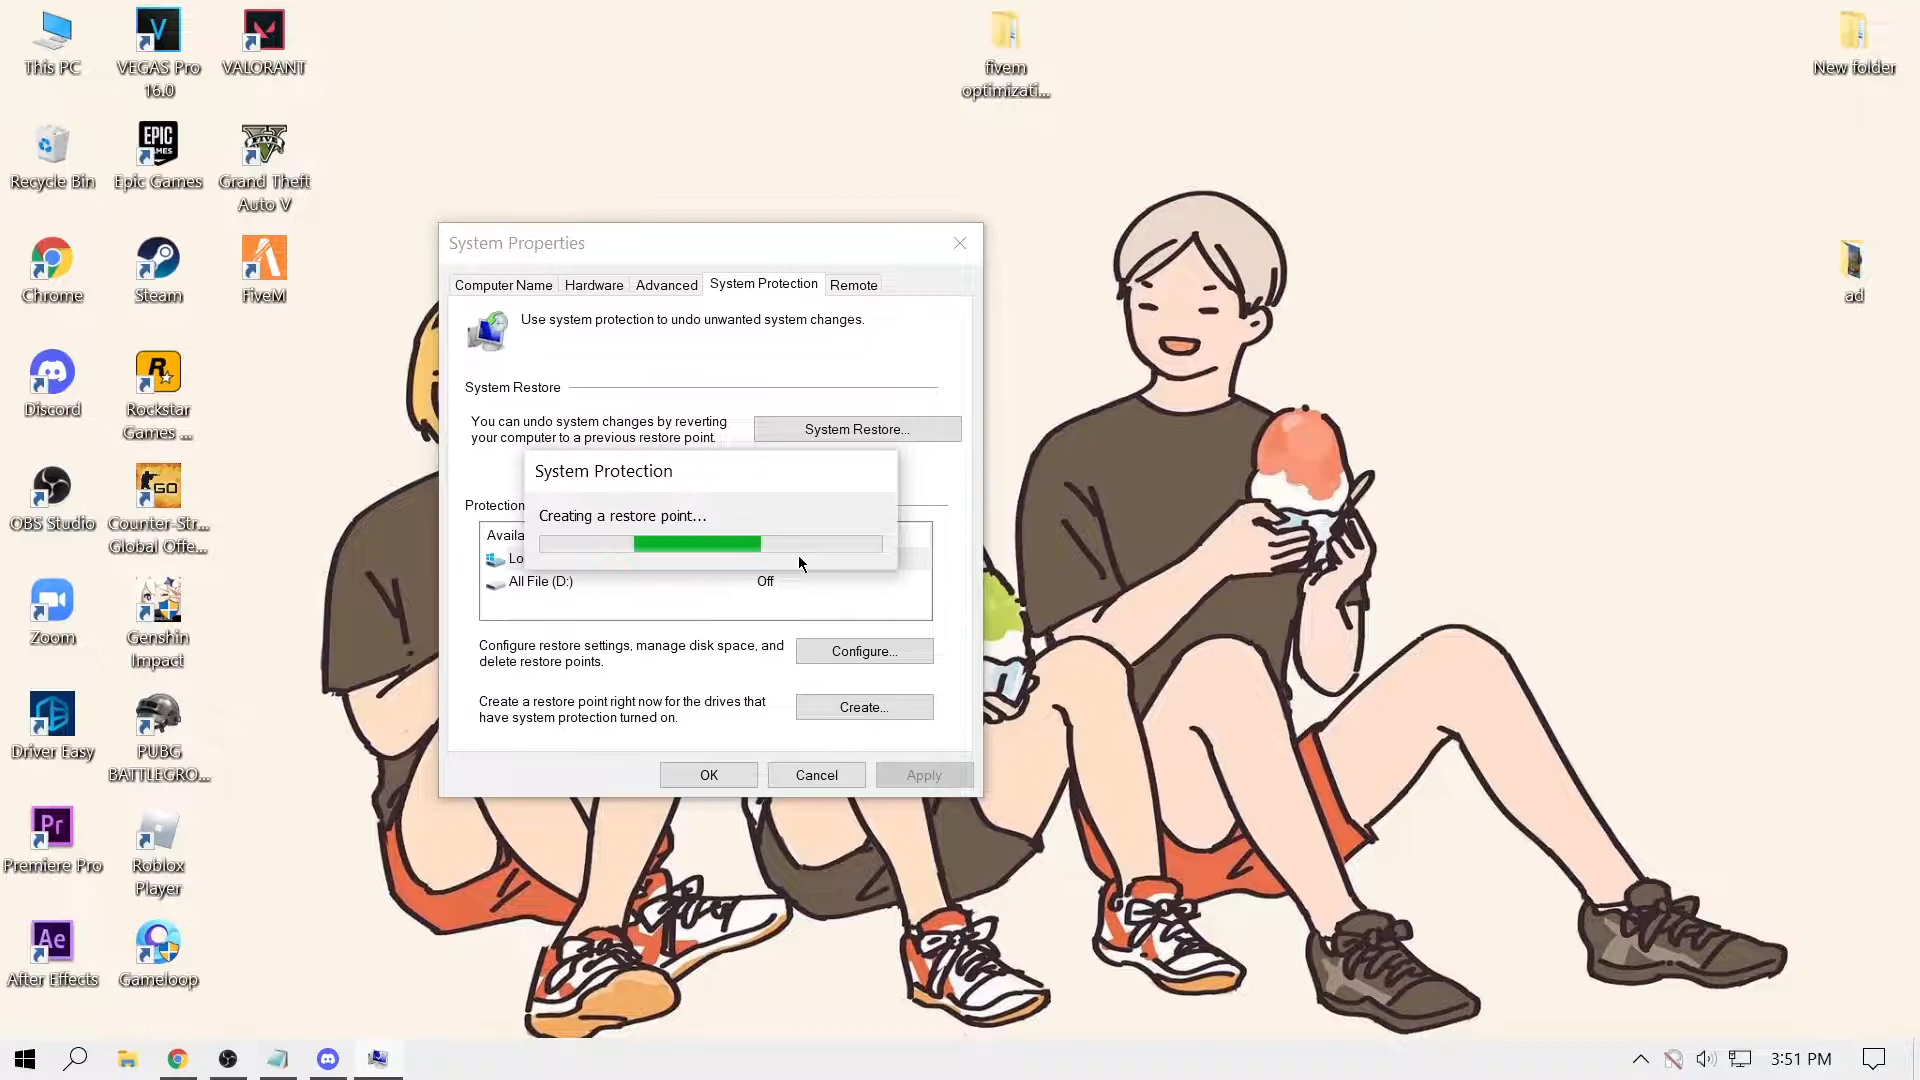 This PC
VEGAS Pro
16.0
VALORANT
fivem
optimizati...
New folder
Recycle Bin
EPIC
GAMES
Epic Games
Grand Theft
Auto V
Chrome
Steam
FiveM
ad
Discord
Rockstar
Games ...
OBS Studio
GO
Counter-Str...
Global Offe...
Zoom
Genshin
Impact
Driver Easy
PUBG
BATTLEGRO...
Pr
Premiere Pro
Roblox
Player
Ae
After Effects
Gameloop
System Properties
Computer Name
Hardware
Advanced
System Protection
Remote
Use system protection to undo unwanted system changes.
System Restore
You can undo system changes by reverting
your computer to a previous restore point.
System Restore...
System Protection
Creating a restore point...
Protection
Availa
Lo
All File (D:)
Off
Configure restore settings, manage disk space, and
delete restore points.
Configure...
Create a restore point right now for the drives that
have system protection turned on.
Create...
OK
Cancel
Apply
3:51 PM